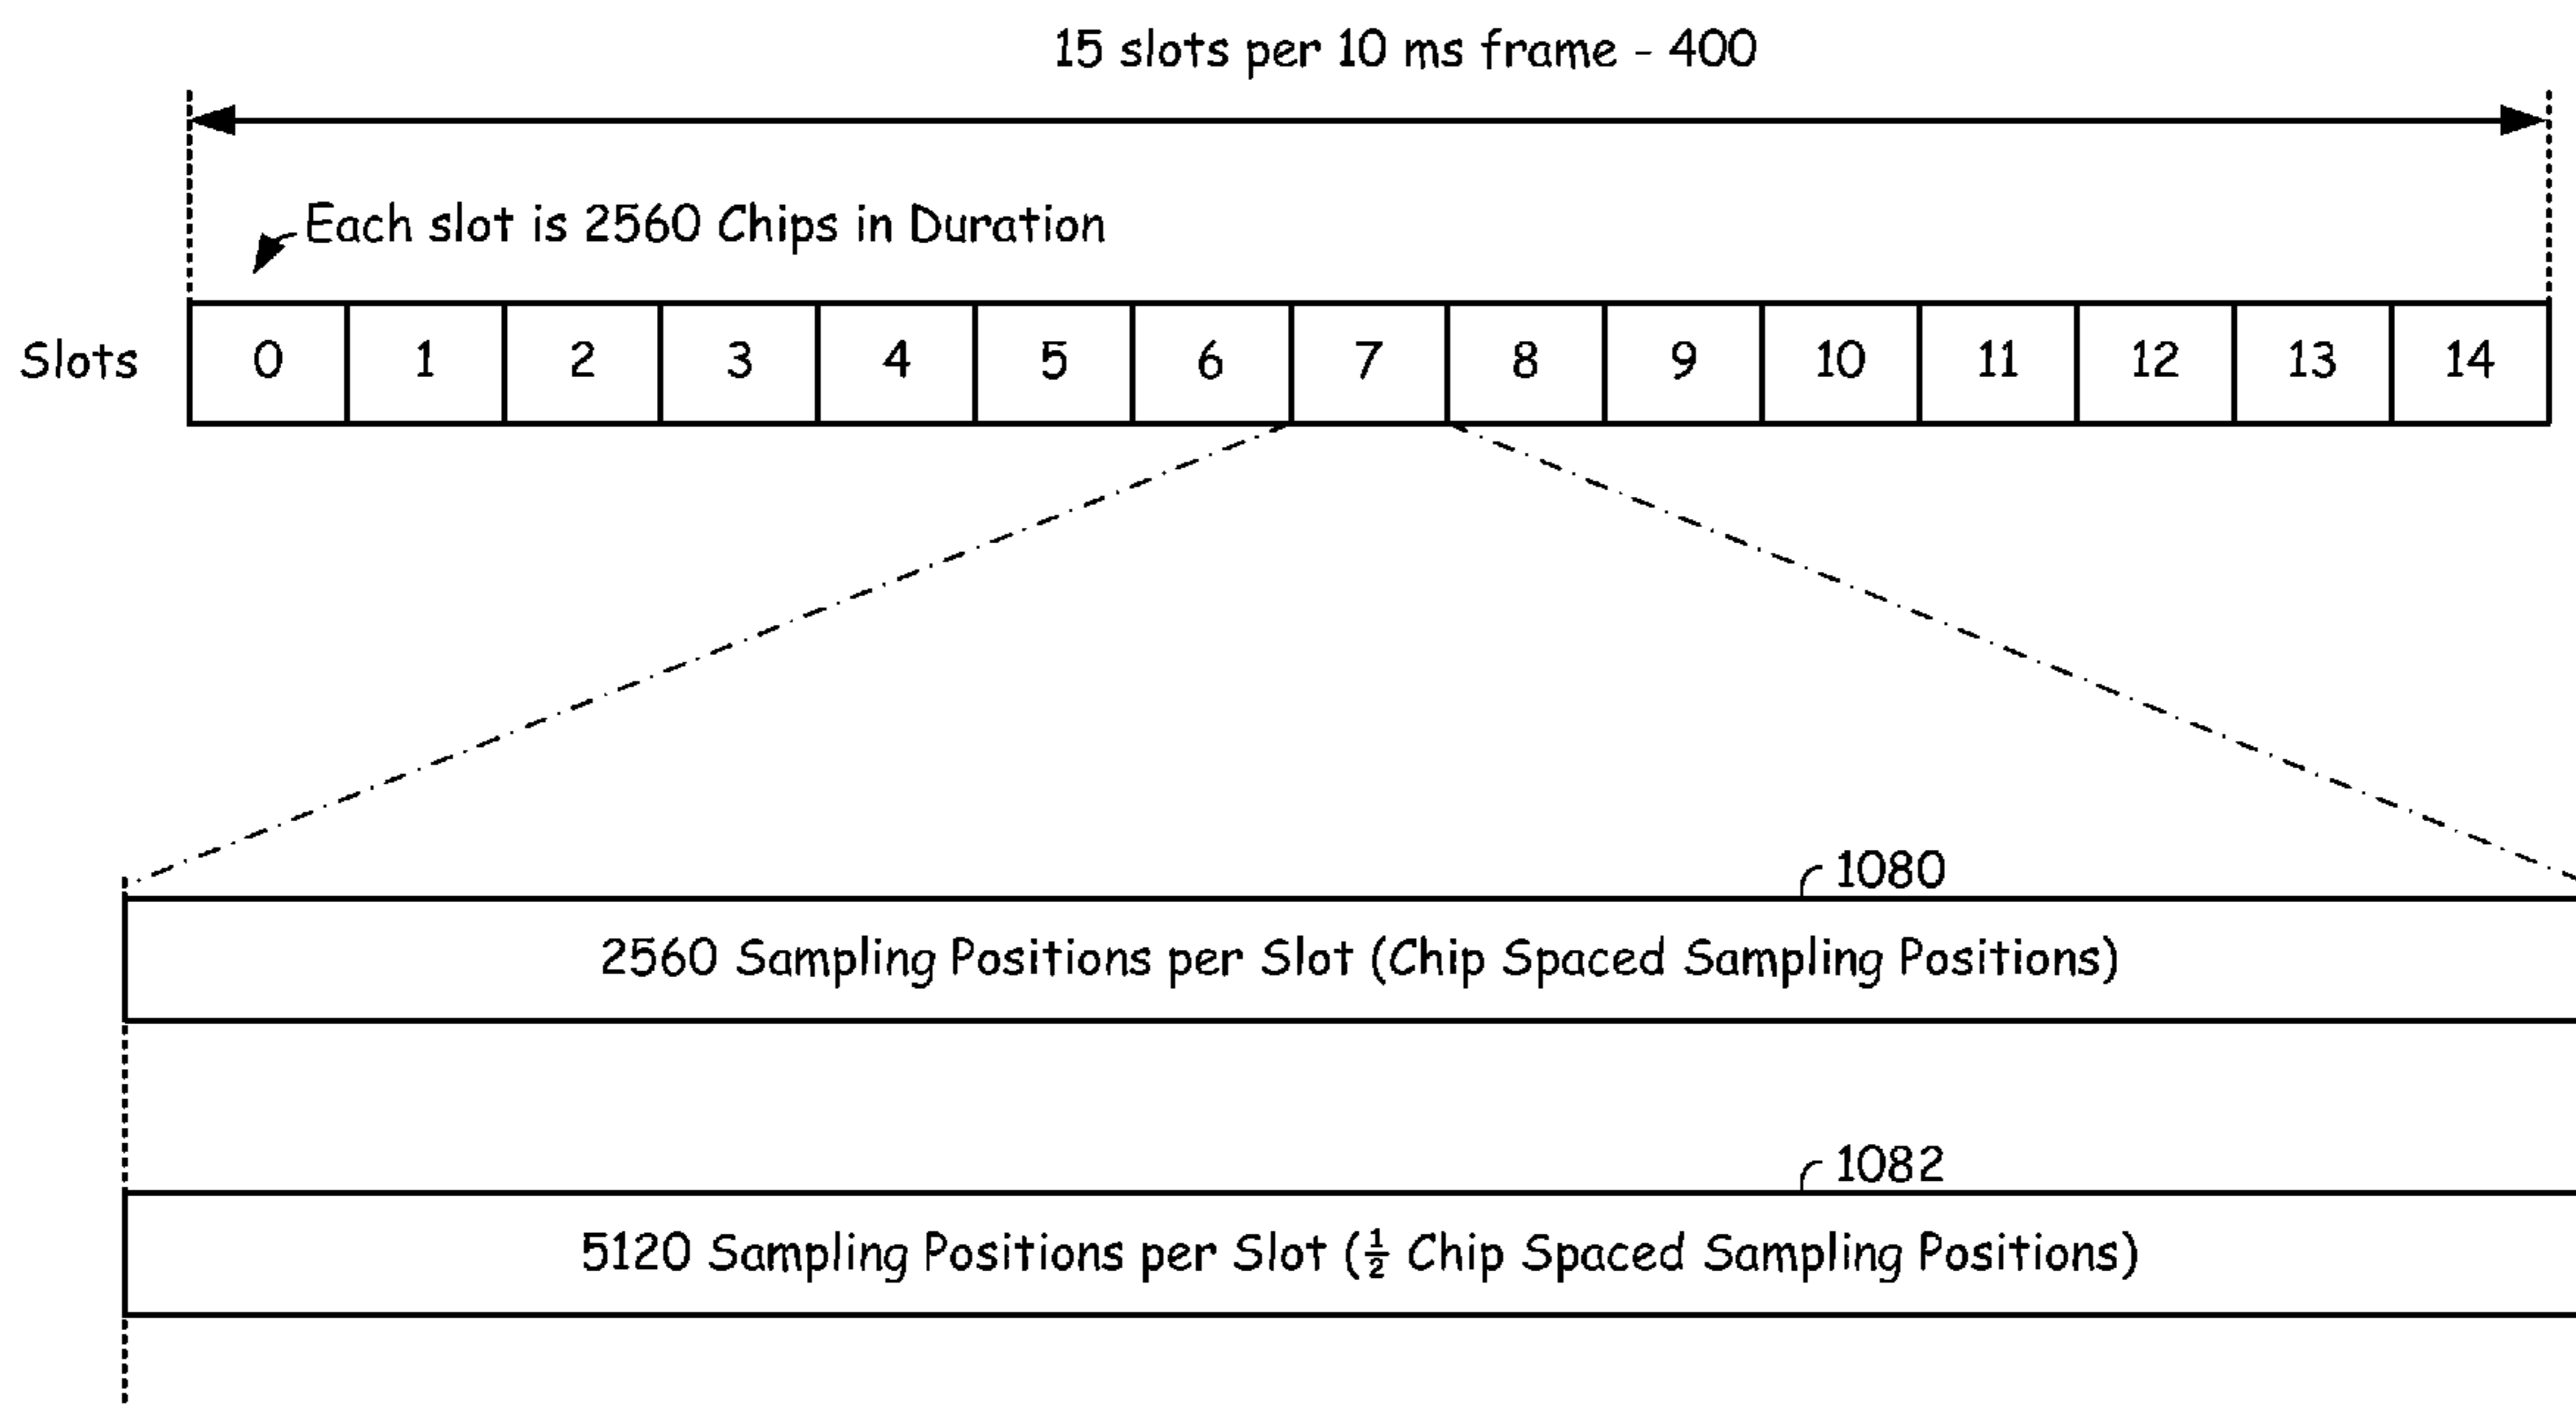 15 slots per 10 ms frame - 400
Each slot is 2560 Chips in Duration
Slots 0 1 2 3 4 5 6 7 8 9 10 11 12 13 14
1080
2560 Sampling Positions per Slot (Chip Spaced Sampling Positions)
1082
5120 Sampling Positions per Slot (½ Chip Spaced Sampling Positions)